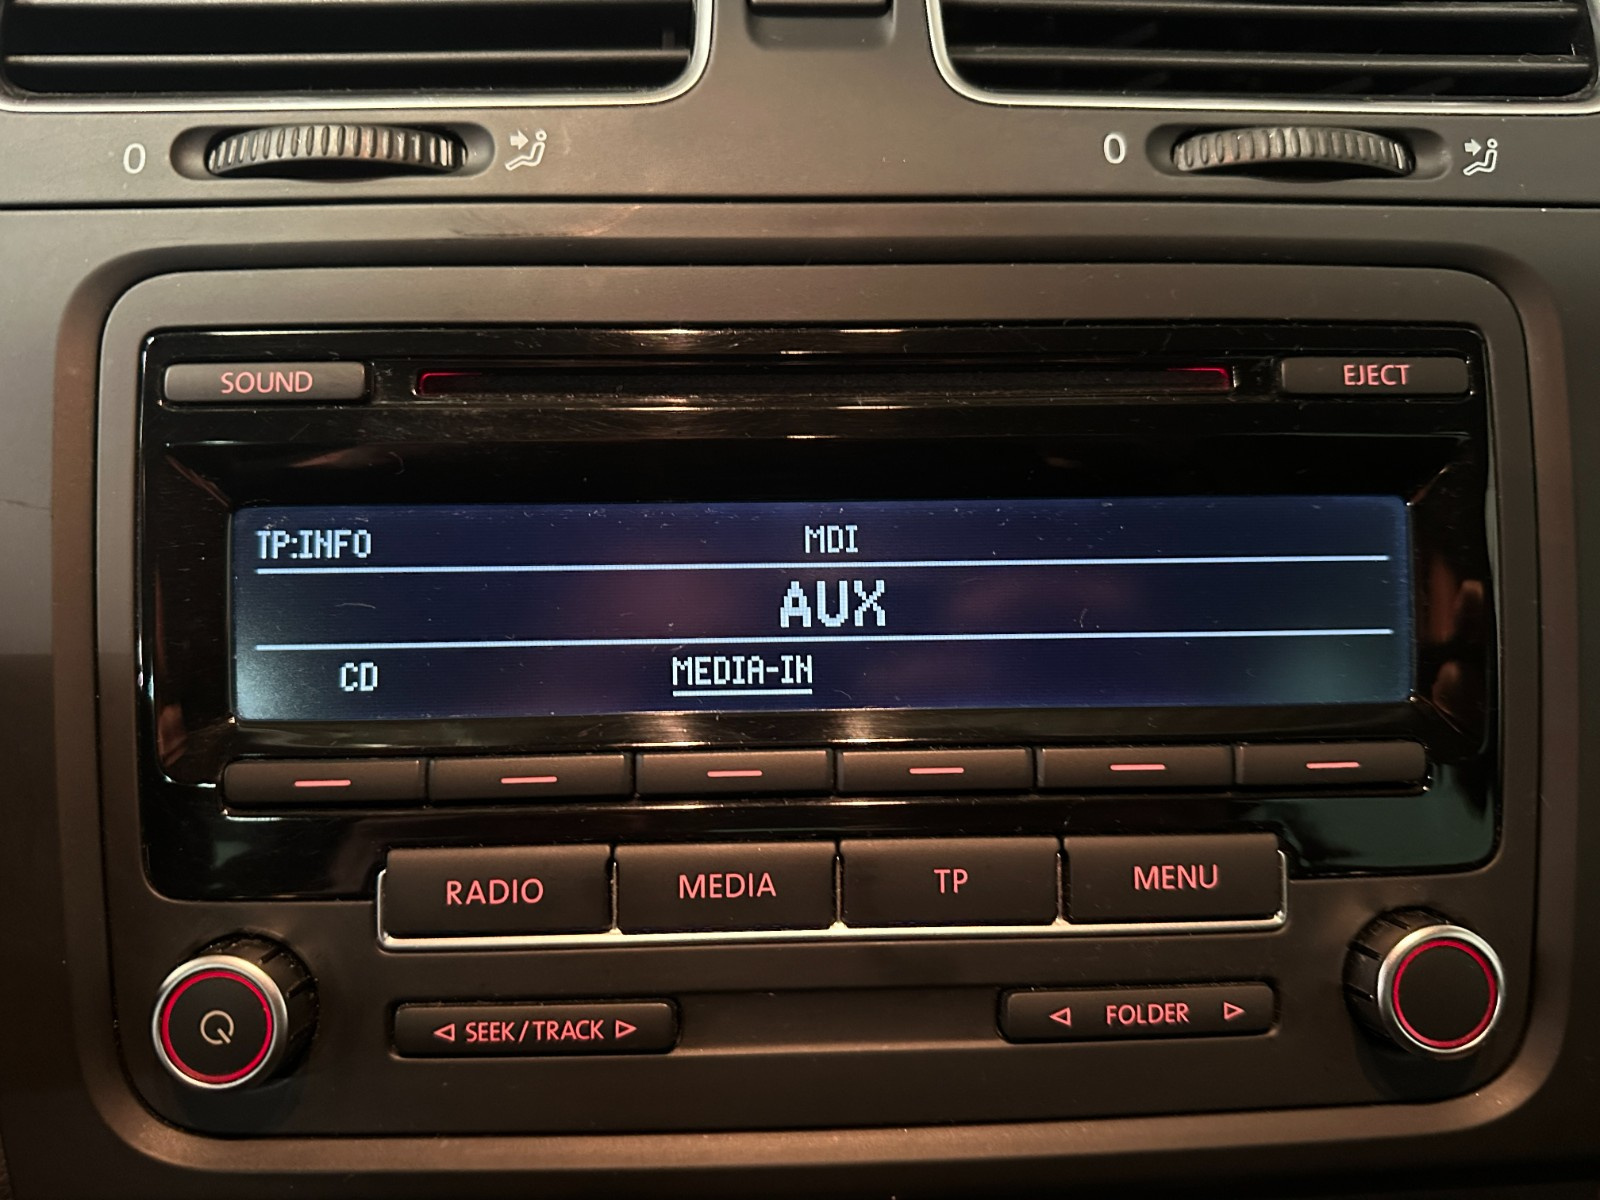 0 0
SOUND EJECT
TP:INFO MDI
AUX
CD MEDIA-IN
RADIO MEDIA TP MENU
SEEK/TRACK FOLDER